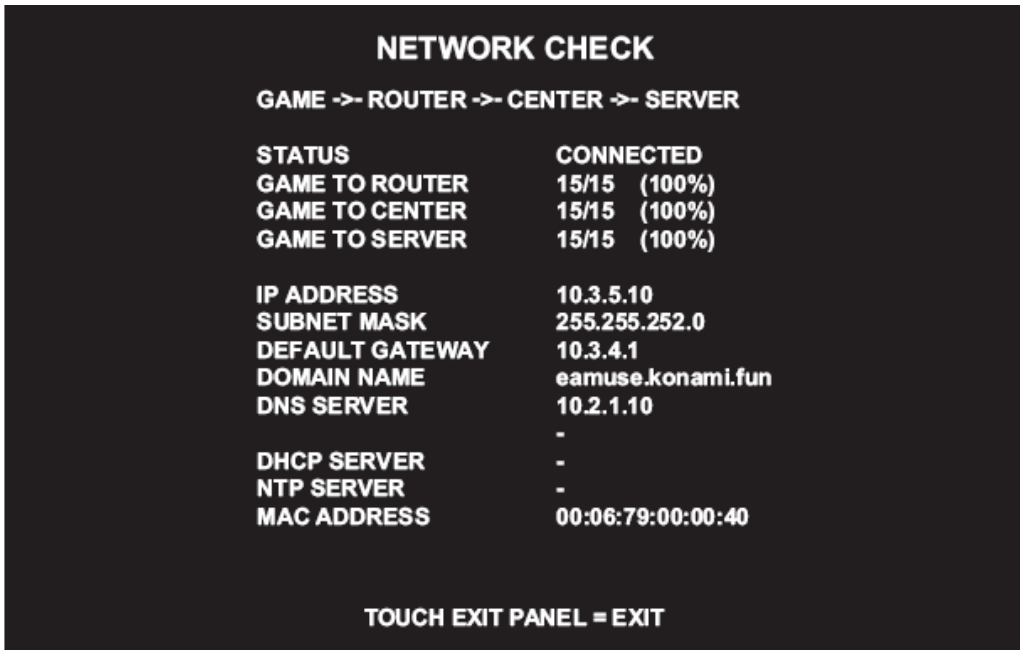 NETWORK CHECK
GAME ->- ROUTER ->- CENTER ->- SERVER
STATUS CONNECTED
GAME TO ROUTER 15/15 (100%)
GAME TO CENTER 15/15 (100%)
GAME TO SERVER 15/15 (100%)
IP ADDRESS 10.3.5.10
SUBNET MASK 255.255.252.0
DEFAULT GATEWAY 10.3.4.1
DOMAIN NAME eamuse.konami.fun
DNS SERVER 10.2.1.10
-
DHCP SERVER -
NTP SERVER -
MAC ADDRESS 00:06:79:00:00:40
TOUCH EXIT PANEL = EXIT